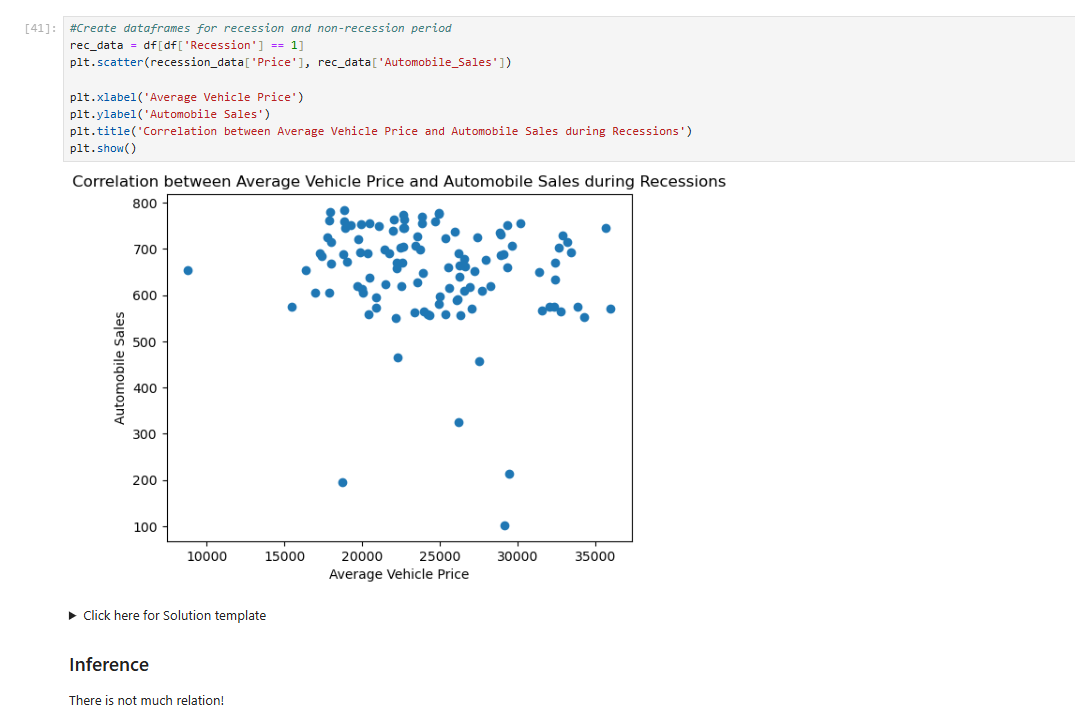 [41]: #Create dataframes for recession and non-recession period
rec_data = df[df['Recession'] == 1]
plt.scatter(recession_data['Price'], rec_data['Automobile_Sales'])
plt.xlabel('Average Vehicle Price')
plt.ylabel('Automobile Sales')
plt.title('Correlation between Average Vehicle Price and Automobile Sales during Recessions')
plt.show()
Correlation between Average Vehicle Price and Automobile Sales during Recessions
800
700
600
500
400
300
200
100
Automobile Sales
10000 15000 20000 25000 30000 35000
Average Vehicle Price
▶ Click here for Solution template
Inference
There is not much relation!